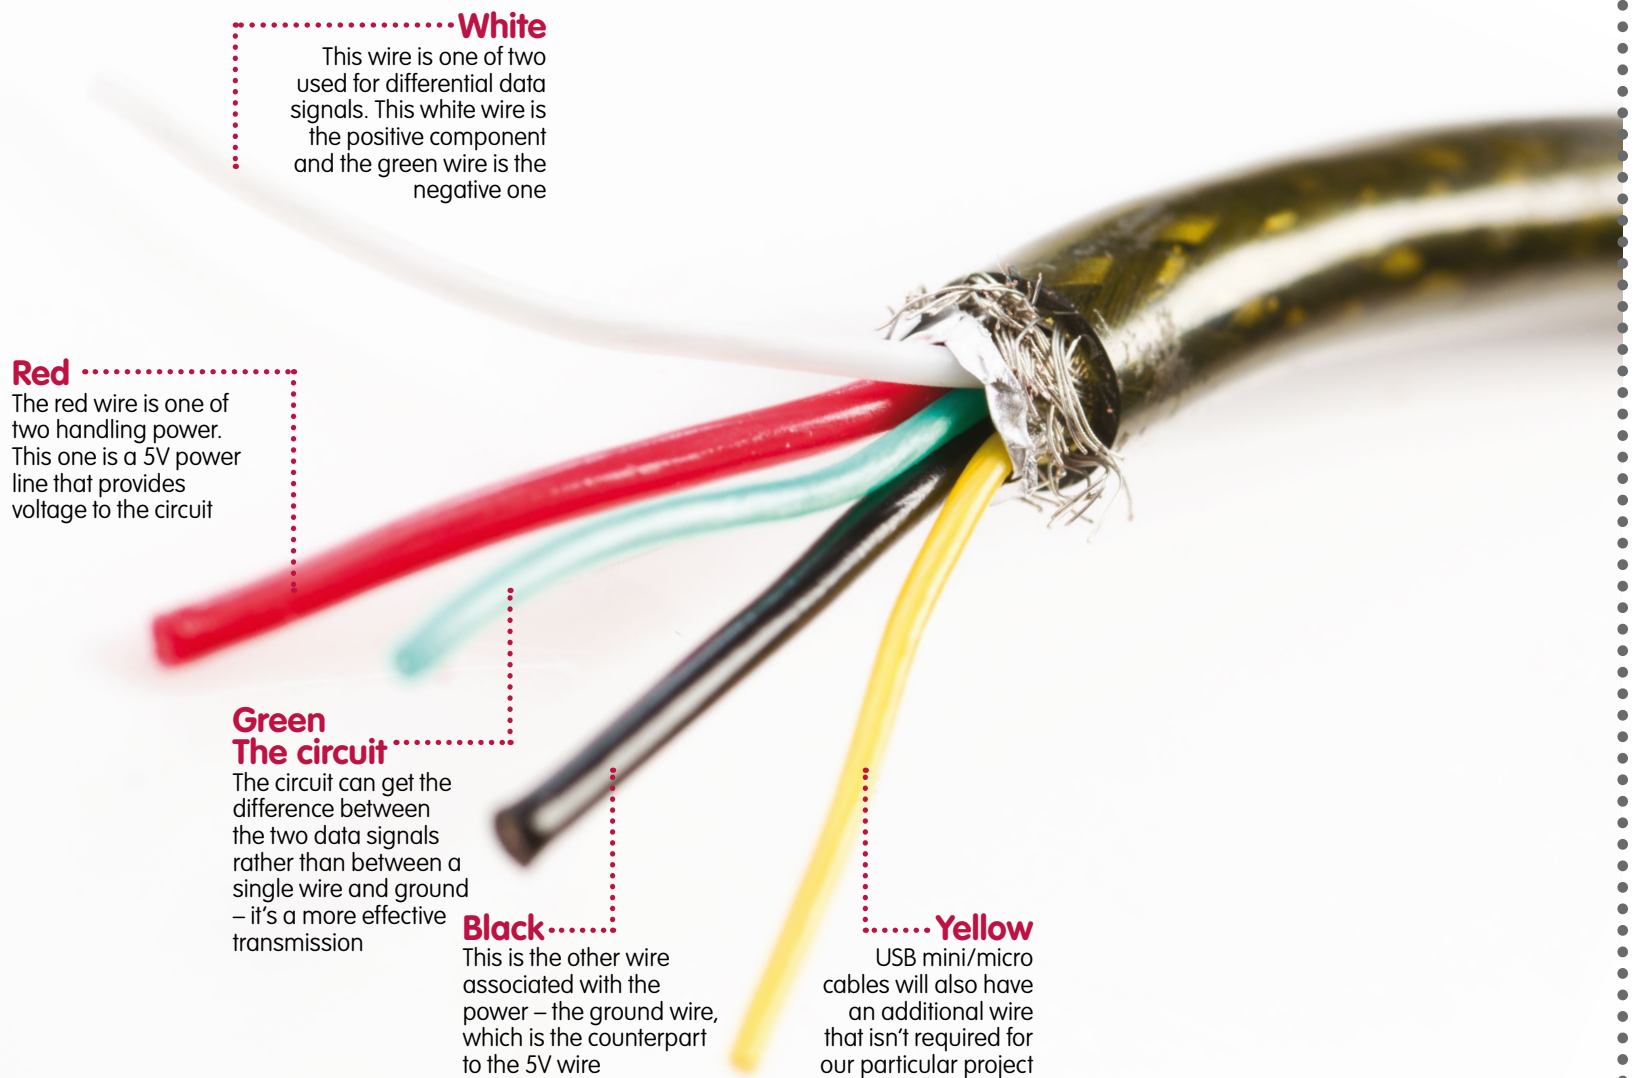 White
This wire is one of two
used for differential data
signals. This white wire is
the positive component
and the green wire is the
negative one
Red
The red wire is one of
two handling power.
This one is a 5V power
line that provides
voltage to the circuit
Green
The circuit
The circuit can get the
difference between
the two data signals
rather than between a
single wire and ground
– it’s a more effective
transmission
Black
This is the other wire
associated with the
power – the ground wire,
which is the counterpart
to the 5V wire
Yellow
USB mini/micro
cables will also have
an additional wire
that isn’t required for
our particular project